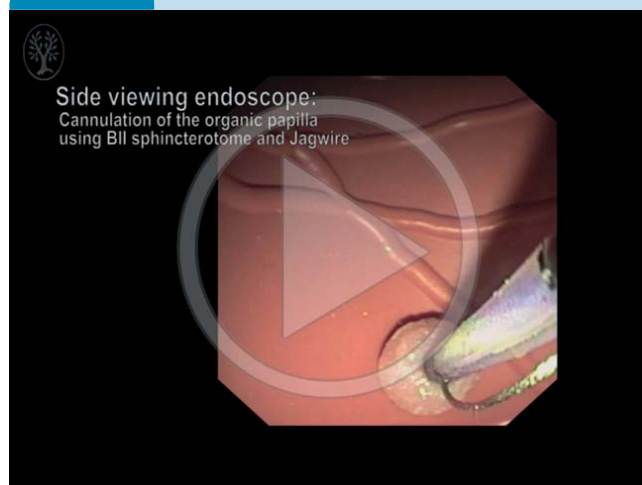 Side viewing endoscope:
Cannulation of the organic papilla
using BII sphincterotome and Jagwire